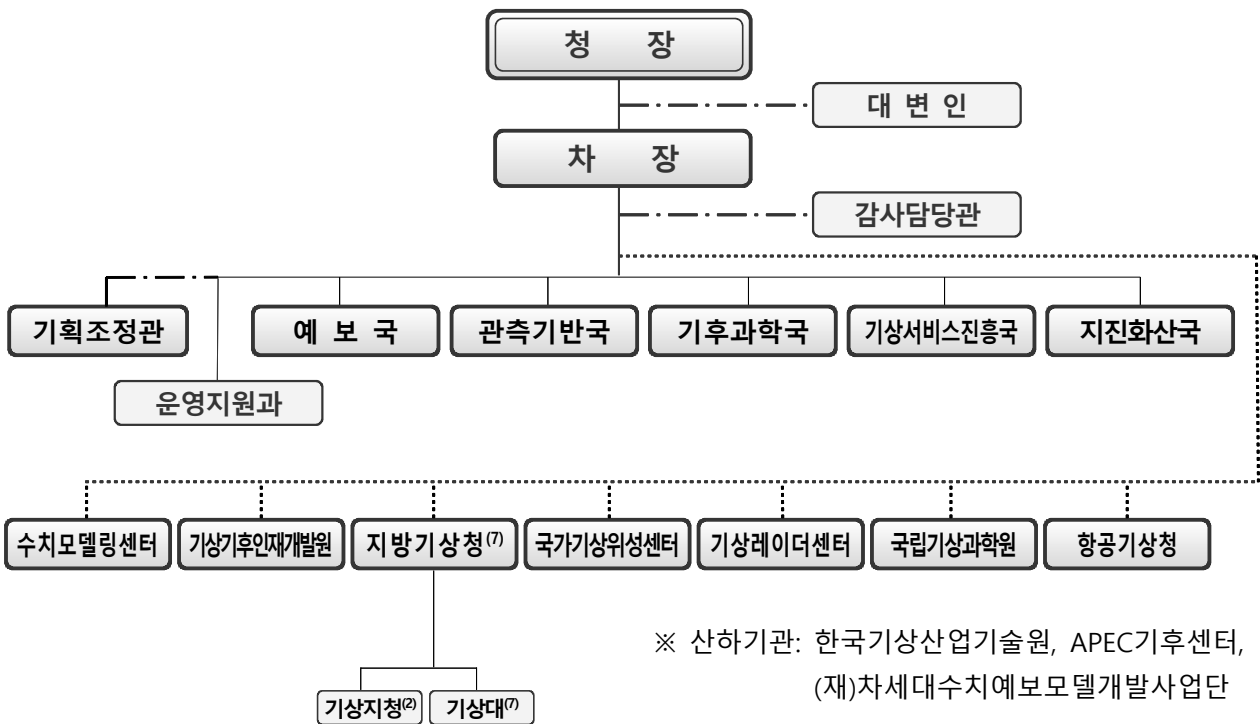 청 장
대 변 인
차 장
감사담당관
기획조정관 예 보 국 관측기반국 기후과학국 기상서비스진흥국 지진화산국
운영지원과
수치모델링센터 기상기후인재개발원 지방기상청(7) 국가기상위성센터 기상레이더센터 국립기상과학원 항공기상청
※ 산하기관: 한국기상산업기술원, APEC기후센터,
(재)차세대수치예보모델개발사업단
기상지청(2) 기상대(7)